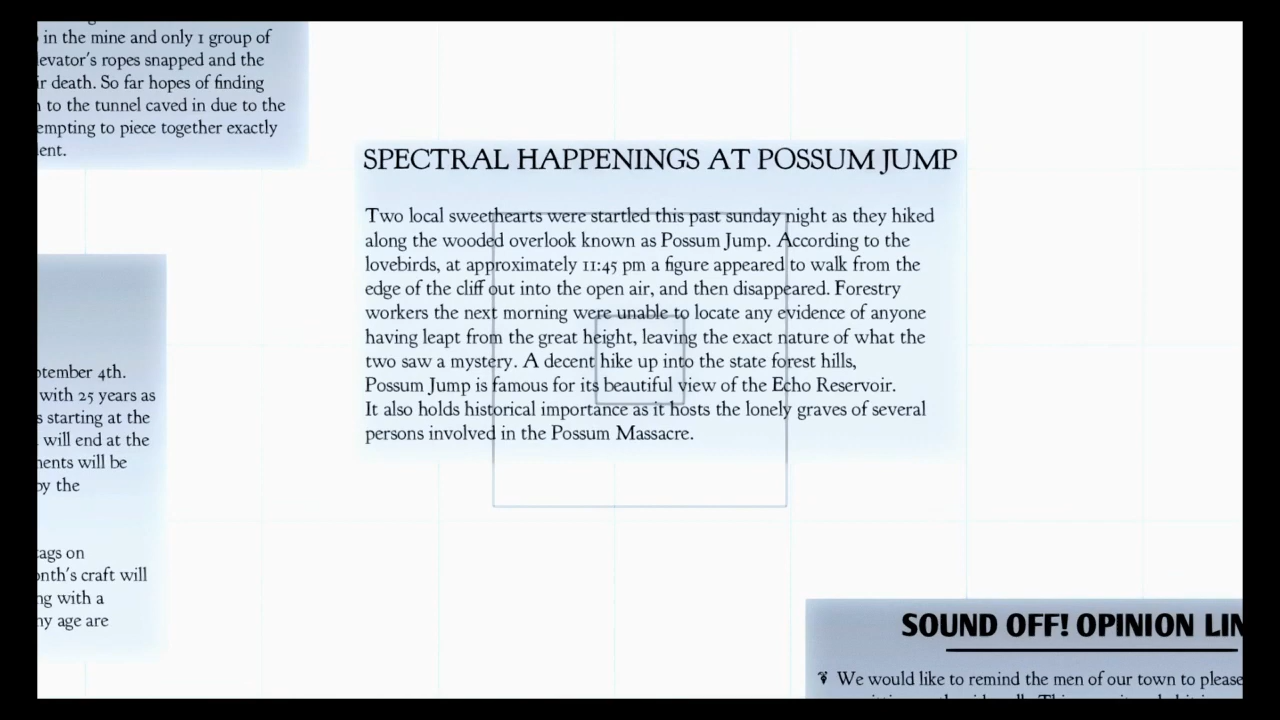 in the mine and only 1 group of
levator's ropes snapped and the
ir death. So far hopes of finding
to the tunnel caved in due to the
empting to piece together exactly
ent.
SPECTRAL HAPPENINGS AT POSSUM JUMP
Two local sweethearts were startled this past sunday night as they hiked
along the wooded overlook known as Possum Jump. According to the
lovebirds, at approximately 11:45 pm a figure appeared to walk from the
edge of the cliff out into the open air, and then disappeared. Forestry
workers the next morning were unable to locate any evidence of anyone
having leapt from the great height, leaving the exact nature of what the
two saw a mystery. A decent hike up into the state forest hills,
Possum Jump is famous for its beautiful view of the Echo Reservoir.
It also holds historical importance as it hosts the lonely graves of several
persons involved in the Possum Massacre.
ptember 4th.
with 25 years as
s starting at the
will end at the
ents will be
by the
tags on
onth's craft will
ng with a
ny age are
SOUND OFF! OPINION LIN
We would like to remind the men of our town to please